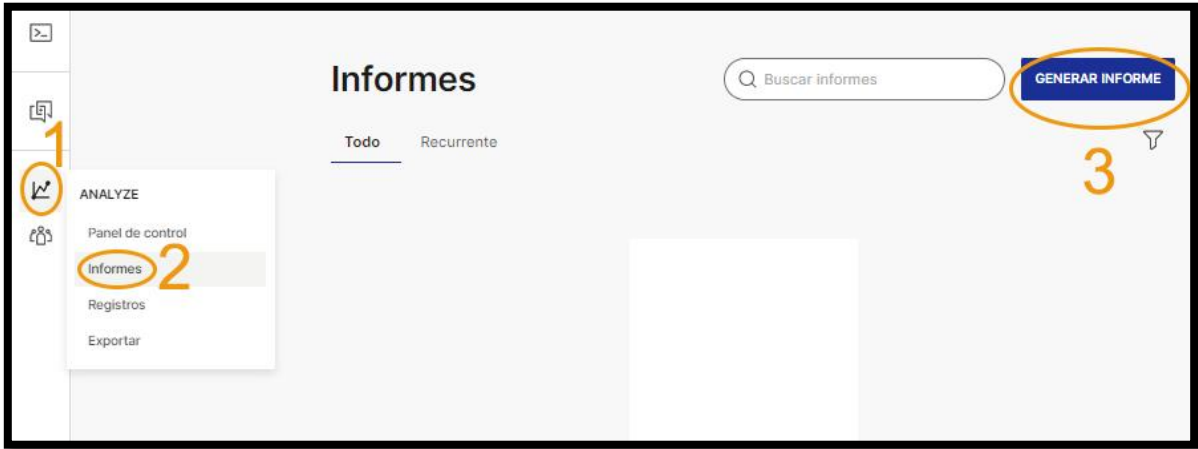 Informes
Buscar informes
GENERAR INFORME
Todo
Recurrente
1
3
ANALYZE
Panel de control
Informes
2
Registros
Exportar